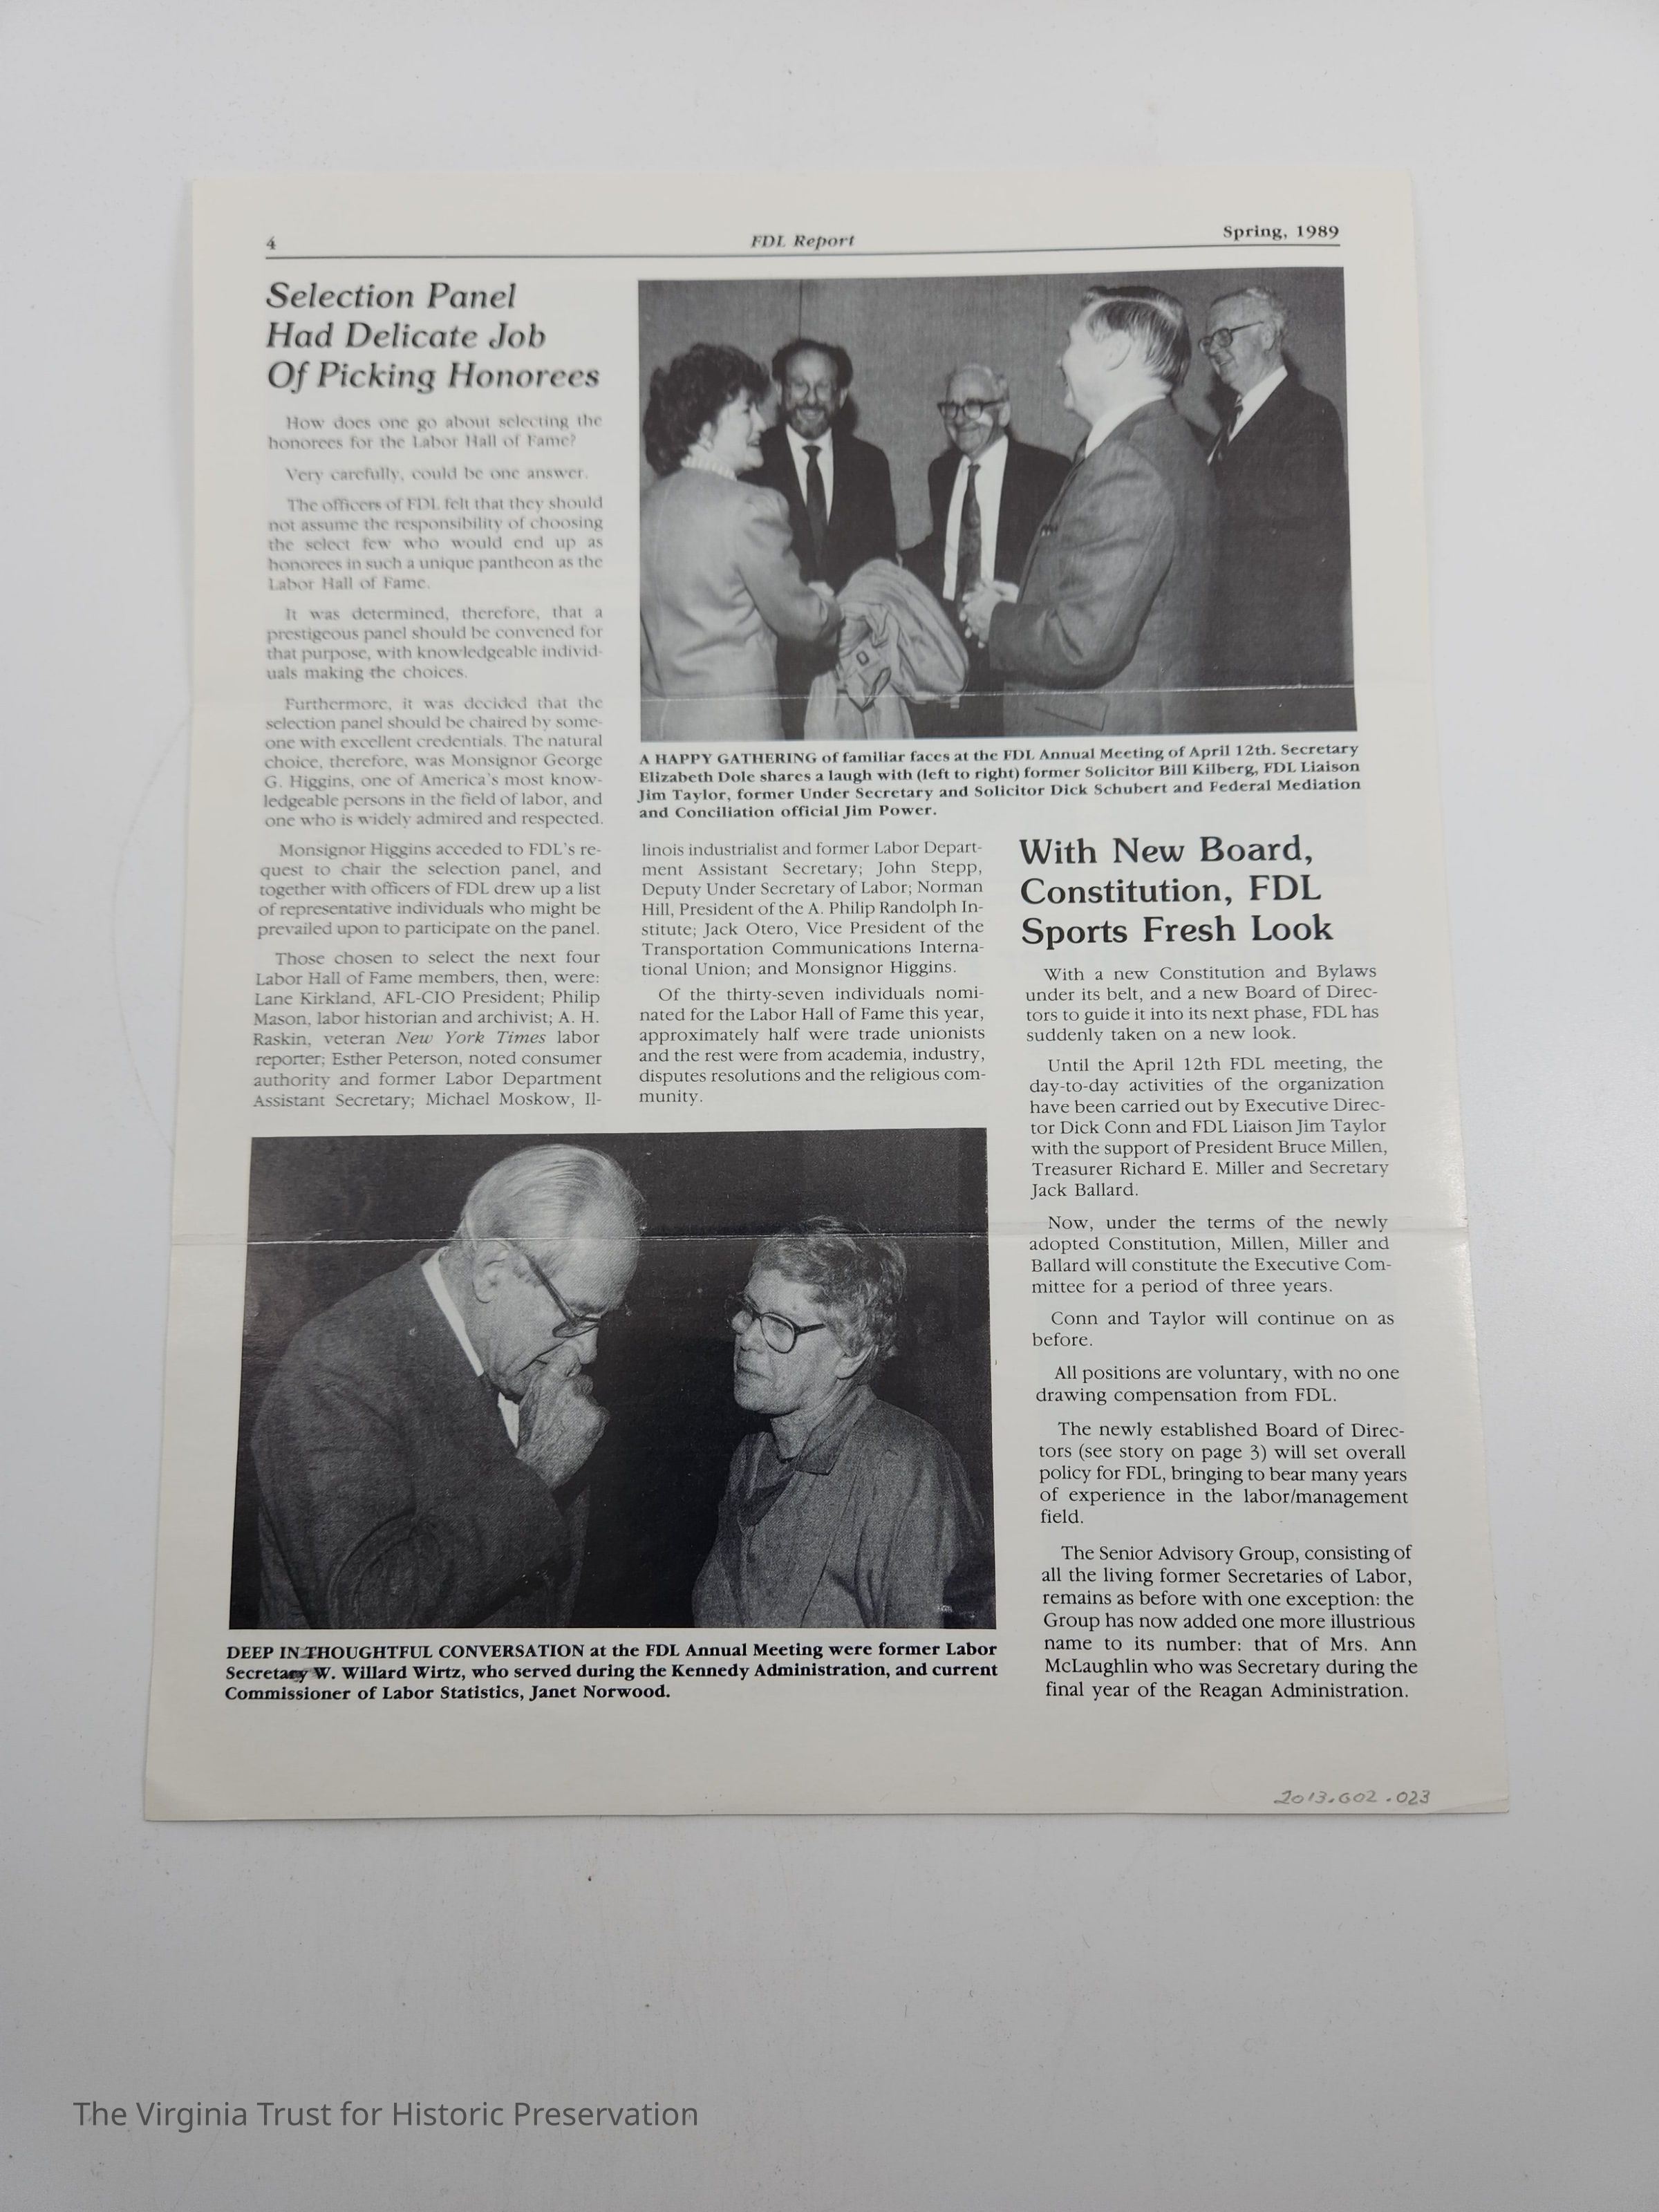 4
FDL Report
Spring, 1989
Selection Panel
Had Delicate Job
Of Picking Honorees
How does one go about selecting the
honorees for the Labor Hall of Fame?
Very carefully, could be one answer.
The officers of FDL felt that they should
not assume the responsibility of choosing
the select few who would end up as
honorees in such a unique pantheon as the
Labor Hall of Fame.
It was determined, therefore, that a
prestigeous panel should be convened for
that purpose, with knowledgeable individ-
uals making the choices.
Furthermore, it was decided that the
selection panel should be chaired by some-
one with excellent credentials. The natural
choice, therefore, was Monsignor George
G. Higgins, one of America's most know-
ledgeable persons in the field of labor, and
one who is widely admired and respected.
Monsignor Higgins acceded to FDL's re-
quest to chair the selection panel, and
together with officers of FDL drew up a list
of representative individuals who might be
prevailed upon to participate on the panel.
Those chosen to select the next four
Labor Hall of Fame members, then, were:
Lane Kirkland, AFL-CIO President; Philip
Mason, labor historian and archivist; A. H.
Raskin, veteran New York Times labor
reporter; Esther Peterson, noted consumer
authority and former Labor Department
Assistant Secretary; Michael Moskow, Il-
A HAPPY GATHERING of familiar faces at the FDL Annual Meeting of April 12th. Secretary
Elizabeth Dole shares a laugh with (left to right) former Solicitor Bill Kilberg, FDL Liaison
Jim Taylor, former Under Secretary and Solicitor Dick Schubert and Federal Mediation
and Conciliation official Jim Power.
linois industrialist and former Labor Depart-
ment Assistant Secretary; John Stepp,
Deputy Under Secretary of Labor; Norman
Hill, President of the A. Philip Randolph In-
stitute; Jack Otero, Vice President of the
Transportation Communications Interna-
tional Union; and Monsignor Higgins.
Of the thirty-seven individuals nomi-
nated for the Labor Hall of Fame this year,
approximately half were trade unionists
and the rest were from academia, industry,
disputes resolutions and the religious com-
munity.
DEEP IN THOUGHTFUL CONVERSATION at the FDL Annual Meeting were former Labor
Secretary W. Willard Wirtz, who served during the Kennedy Administration, and current
Commissioner of Labor Statistics, Janet Norwood.
With New Board,
Constitution, FDL
Sports Fresh Look
With a new Constitution and Bylaws
under its belt, and a new Board of Direc-
tors to guide it into its next phase, FDL has
suddenly taken on a new look.
Until the April 12th FDL meeting, the
day-to-day activities of the organization
have been carried out by Executive Direc-
tor Dick Conn and FDL Liaison Jim Taylor
with the support of President Bruce Millen,
Treasurer Richard E. Miller and Secretary
Jack Ballard.
Now, under the terms of the newly
adopted Constitution, Millen, Miller and
Ballard will constitute the Executive Com-
mittee for a period of three years.
Conn and Taylor will continue on as
before.
All positions are voluntary, with no one
drawing compensation from FDL.
The newly established Board of Direc-
tors (see story on page 3) will set overall
policy for FDL, bringing to bear many years
of experience in the labor/management
field.
The Senior Advisory Group, consisting of
all the living former Secretaries of Labor,
remains as before with one exception: the
Group has now added one more illustrious
name to its number: that of Mrs. Ann
McLaughlin who was Secretary during the
final year of the Reagan Administration.
2013.G02.023
The Virginia Trust for Historic Preservation